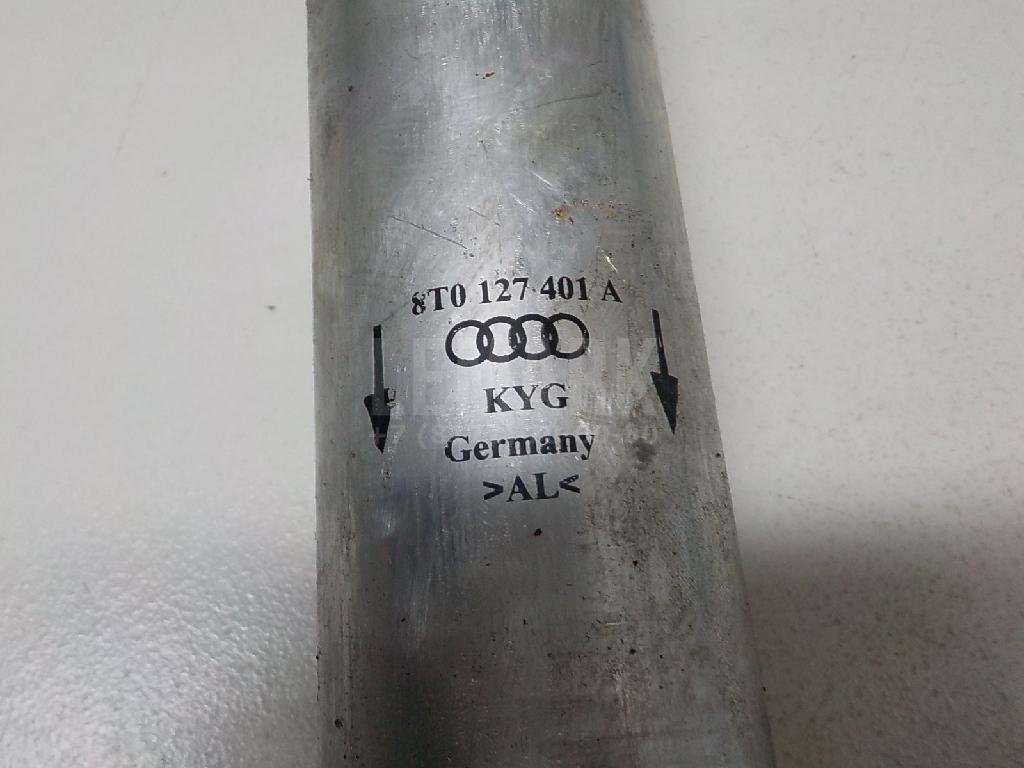 8T0 127 401 A
KYG
Germany
>AL<